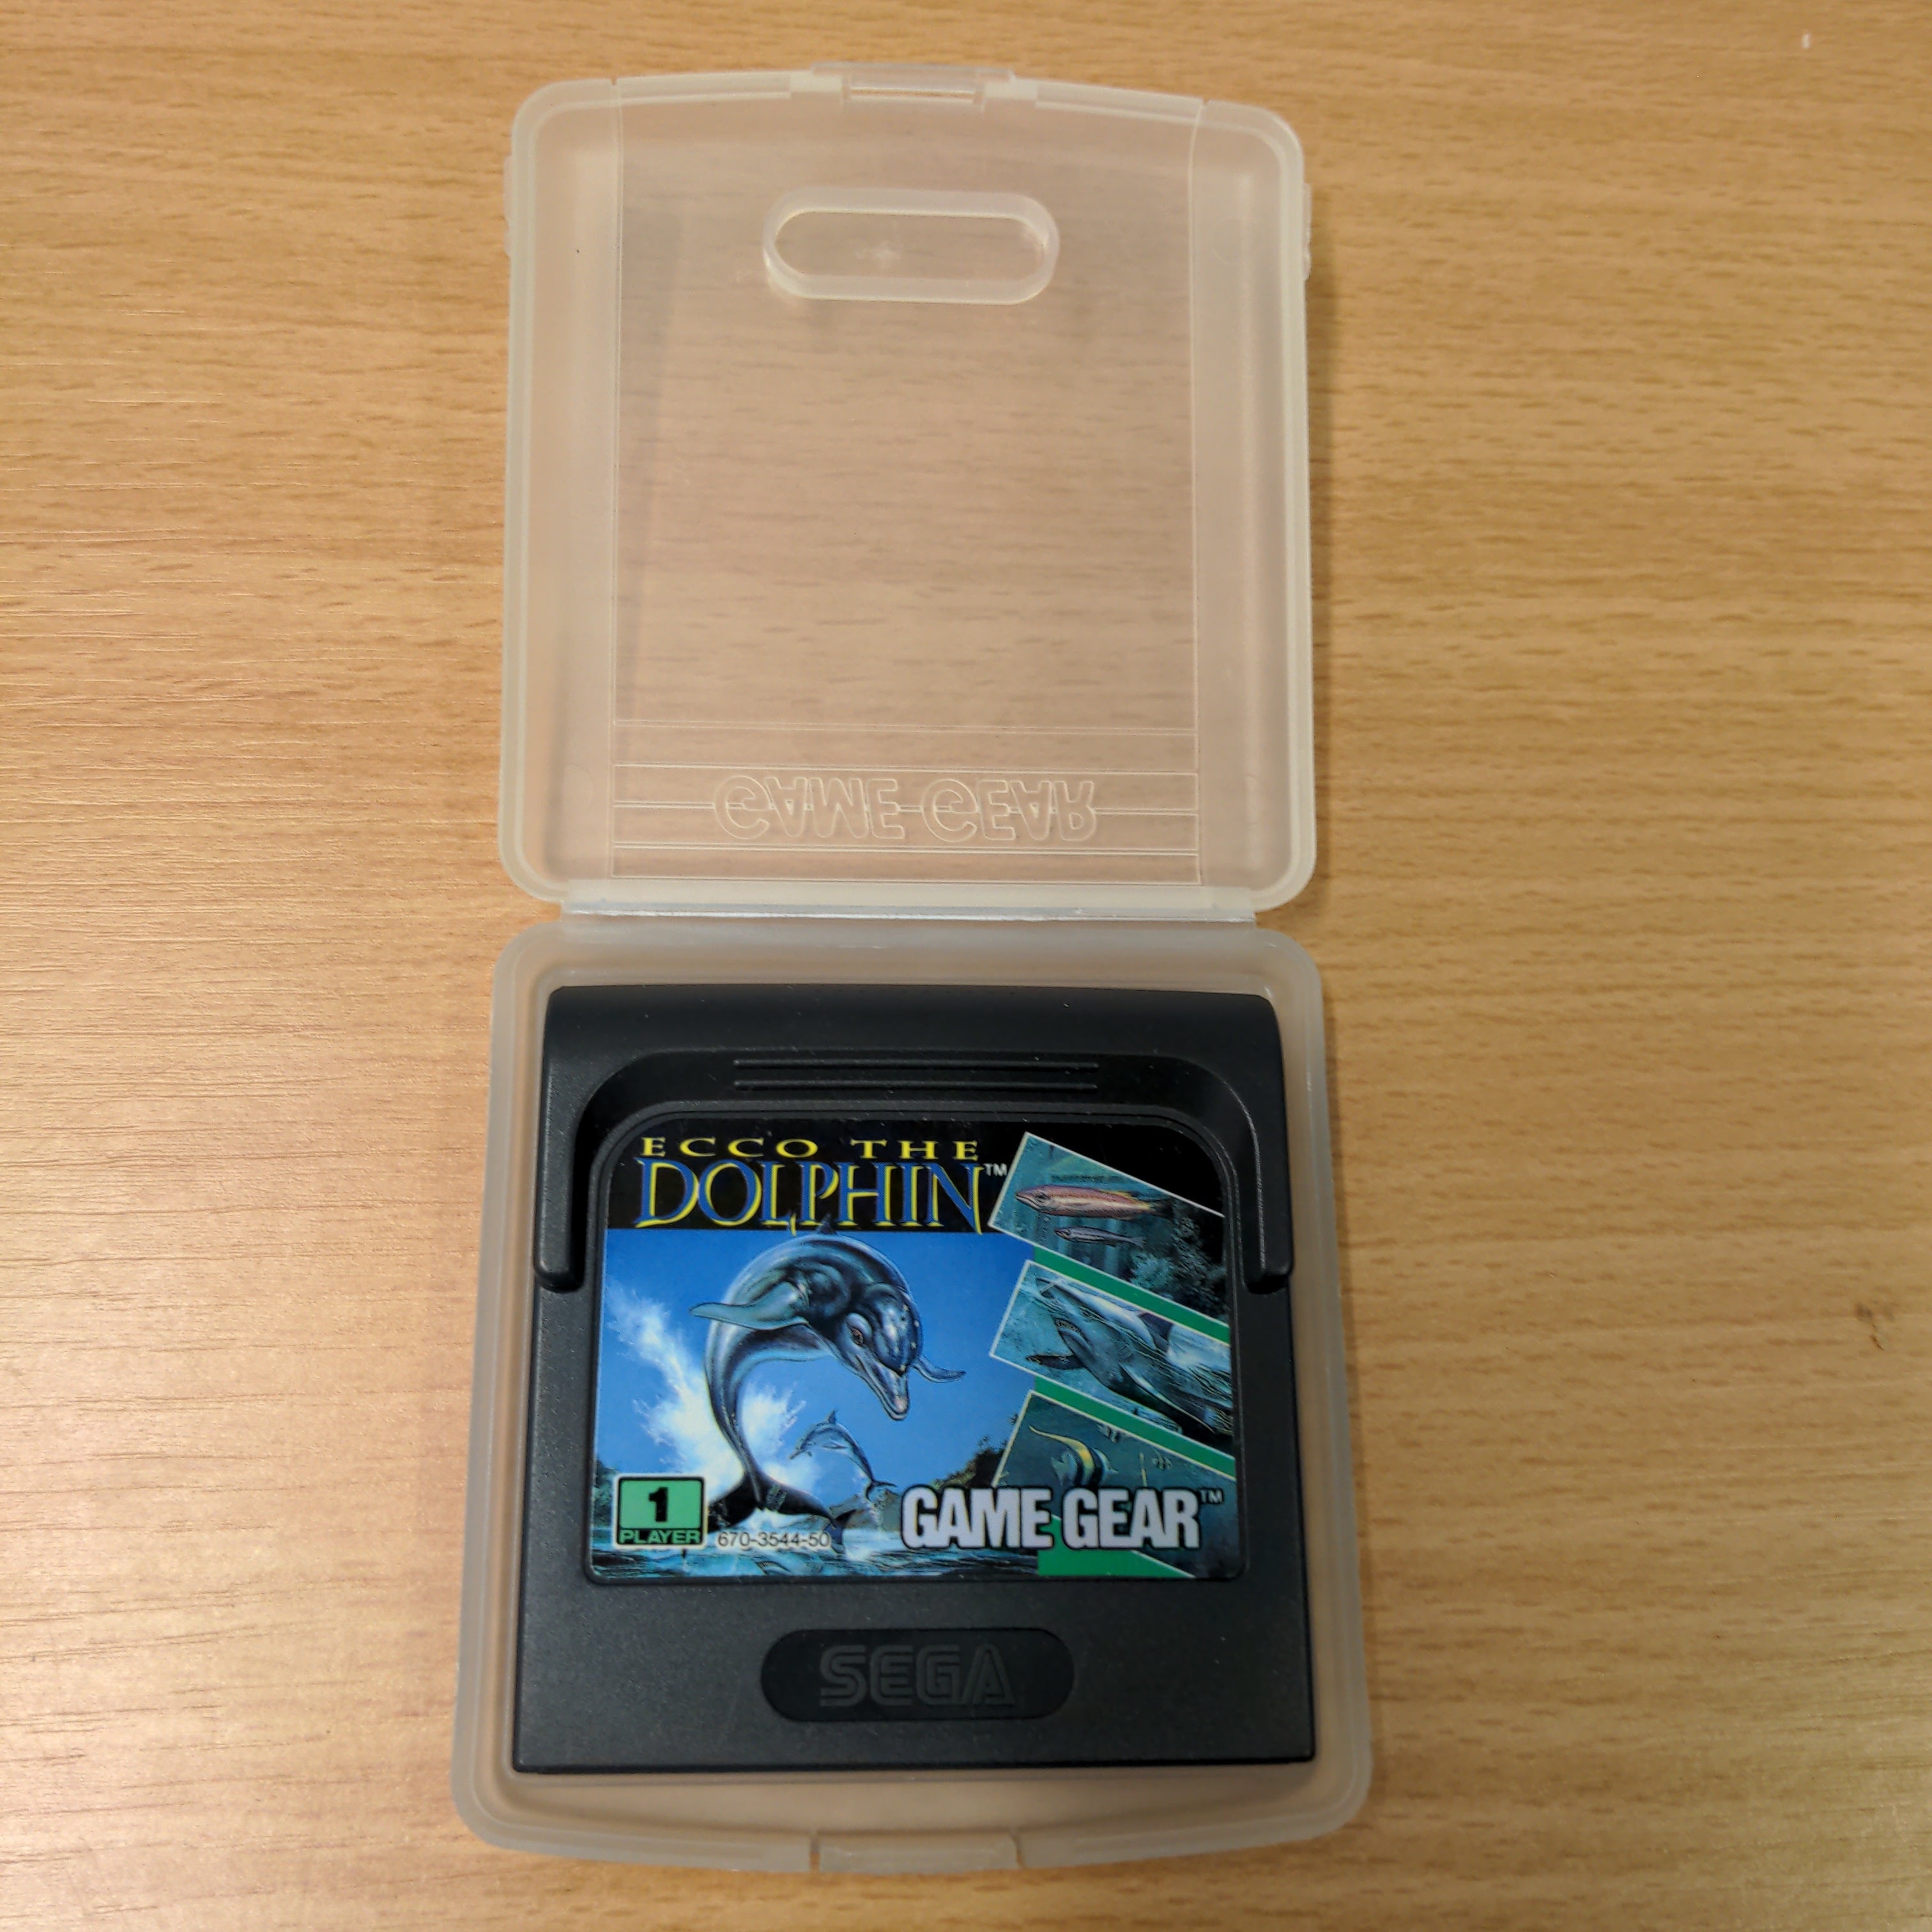 GAME GEAR
ECCO THE
DOLPHIN™
1
PLAYER
670-3544-50
GAME GEAR™
SEGA